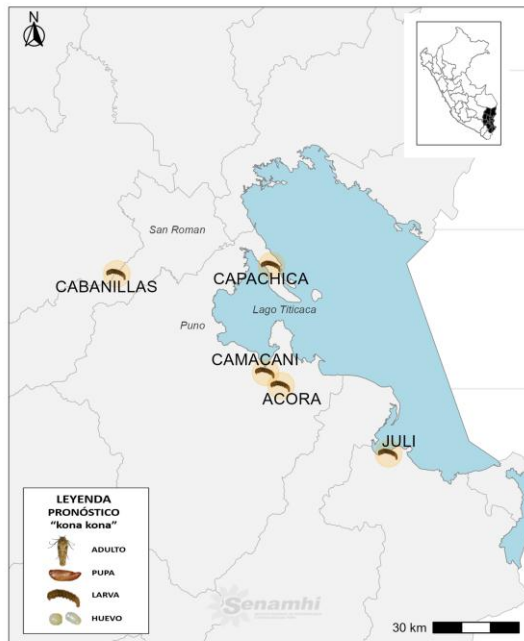 N
San Roman
CABANILLAS
CAPACHICA
Lago Titicaca
Puno
CAMACANI
ACORA
JULI
LEYENDA
PRONÓSTICO
"kona kona"
ADULTO
PUPA
LARVA
HUEVO
Senamhi
30 km